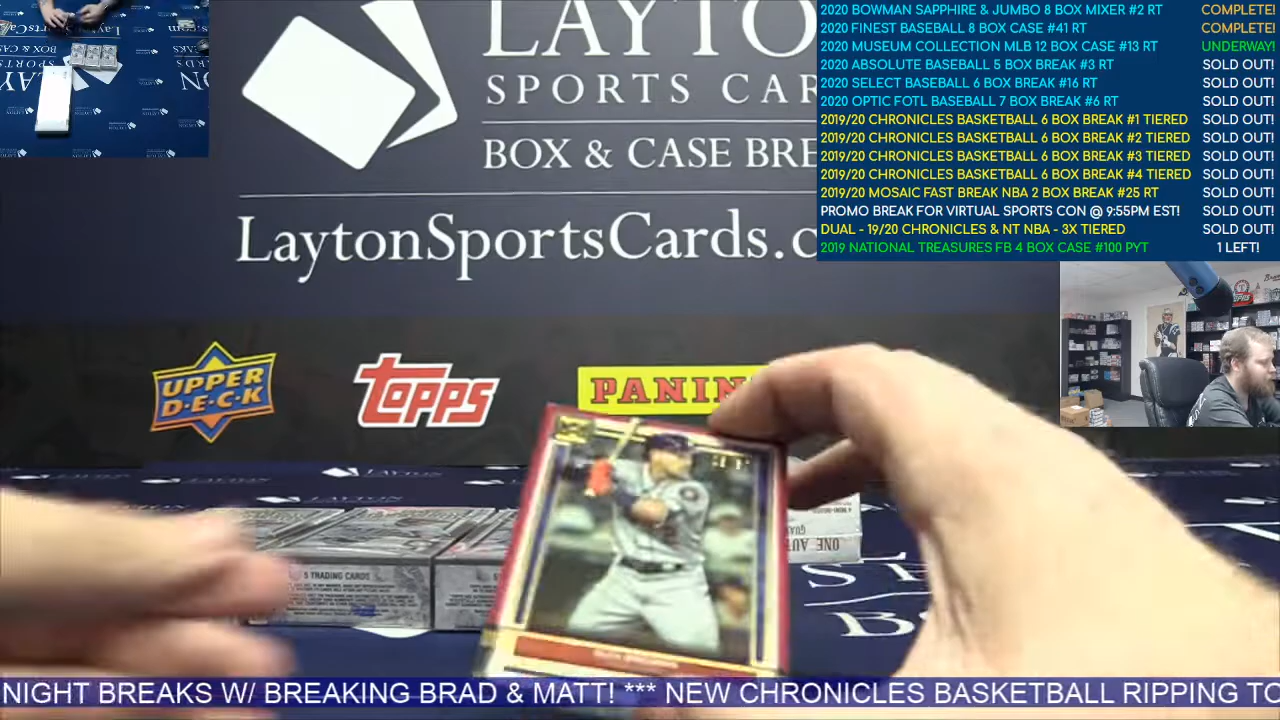 LAYTO
SPORTS CAR
BOX & CASE BRE
LaytonSportsCards.c
2020 BOWMAN SAPPHIRE & JUMBO 8 BOX MIXER #2 RT COMPLETE!
2020 FINEST BASEBALL 8 BOX CASE #41 RT COMPLETE!
2020 MUSEUM COLLECTION MLB 12 BOX CASE #13 RT UNDERWAY!
2020 ABSOLUTE BASEBALL 5 BOX BREAK #3 RT SOLD OUT!
2020 SELECT BASEBALL 6 BOX BREAK #16 RT SOLD OUT!
2020 OPTIC FOTL BASEBALL 7 BOX BREAK #6 RT SOLD OUT!
2019/20 CHRONICLES BASKETBALL 6 BOX BREAK #1 TIERED SOLD OUT!
2019/20 CHRONICLES BASKETBALL 6 BOX BREAK #2 TIERED SOLD OUT!
2019/20 CHRONICLES BASKETBALL 6 BOX BREAK #3 TIERED SOLD OUT!
2019/20 CHRONICLES BASKETBALL 6 BOX BREAK #4 TIERED SOLD OUT!
2019/20 MOSAIC FAST BREAK NBA 2 BOX BREAK #25 RT SOLD OUT!
PROMO BREAK FOR VIRTUAL SPORTS CON @ 9:55PM EST! SOLD OUT!
DUAL - 19/20 CHRONICLES & NT NBA - 3X TIERED SOLD OUT!
2019 NATIONAL TREASURES FB 4 BOX CASE #100 PYT 1 LEFT!
UPPER
D·E·C·K
topps
PANIN
ONE AUT
5 TRADING CARDS
NIGHT BREAKS W/ BREAKING BRAD & MATT! *** NEW CHRONICLES BASKETBALL RIPPING TO